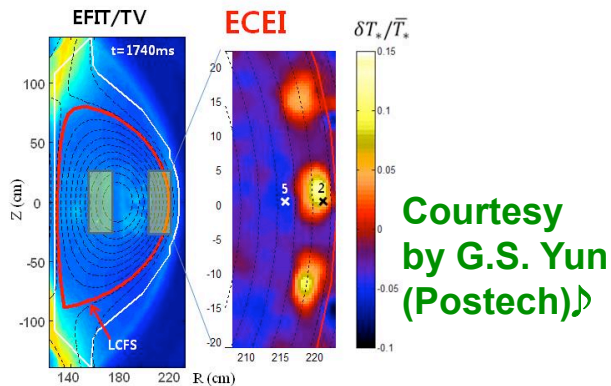 EFIT/TV
ECEI
δT*/T̄*
t=1740ms
100
50
0
-50
-100
Z (cm)
LCFS
140 180 220
R (cm)
20
15
10
5
0
-5
-10
-15
-20
5
2
210 215 220
0.15
0.1
0.05
0
-0.05
-0.1
Courtesy
by G.S. Yun
(Postech)♪